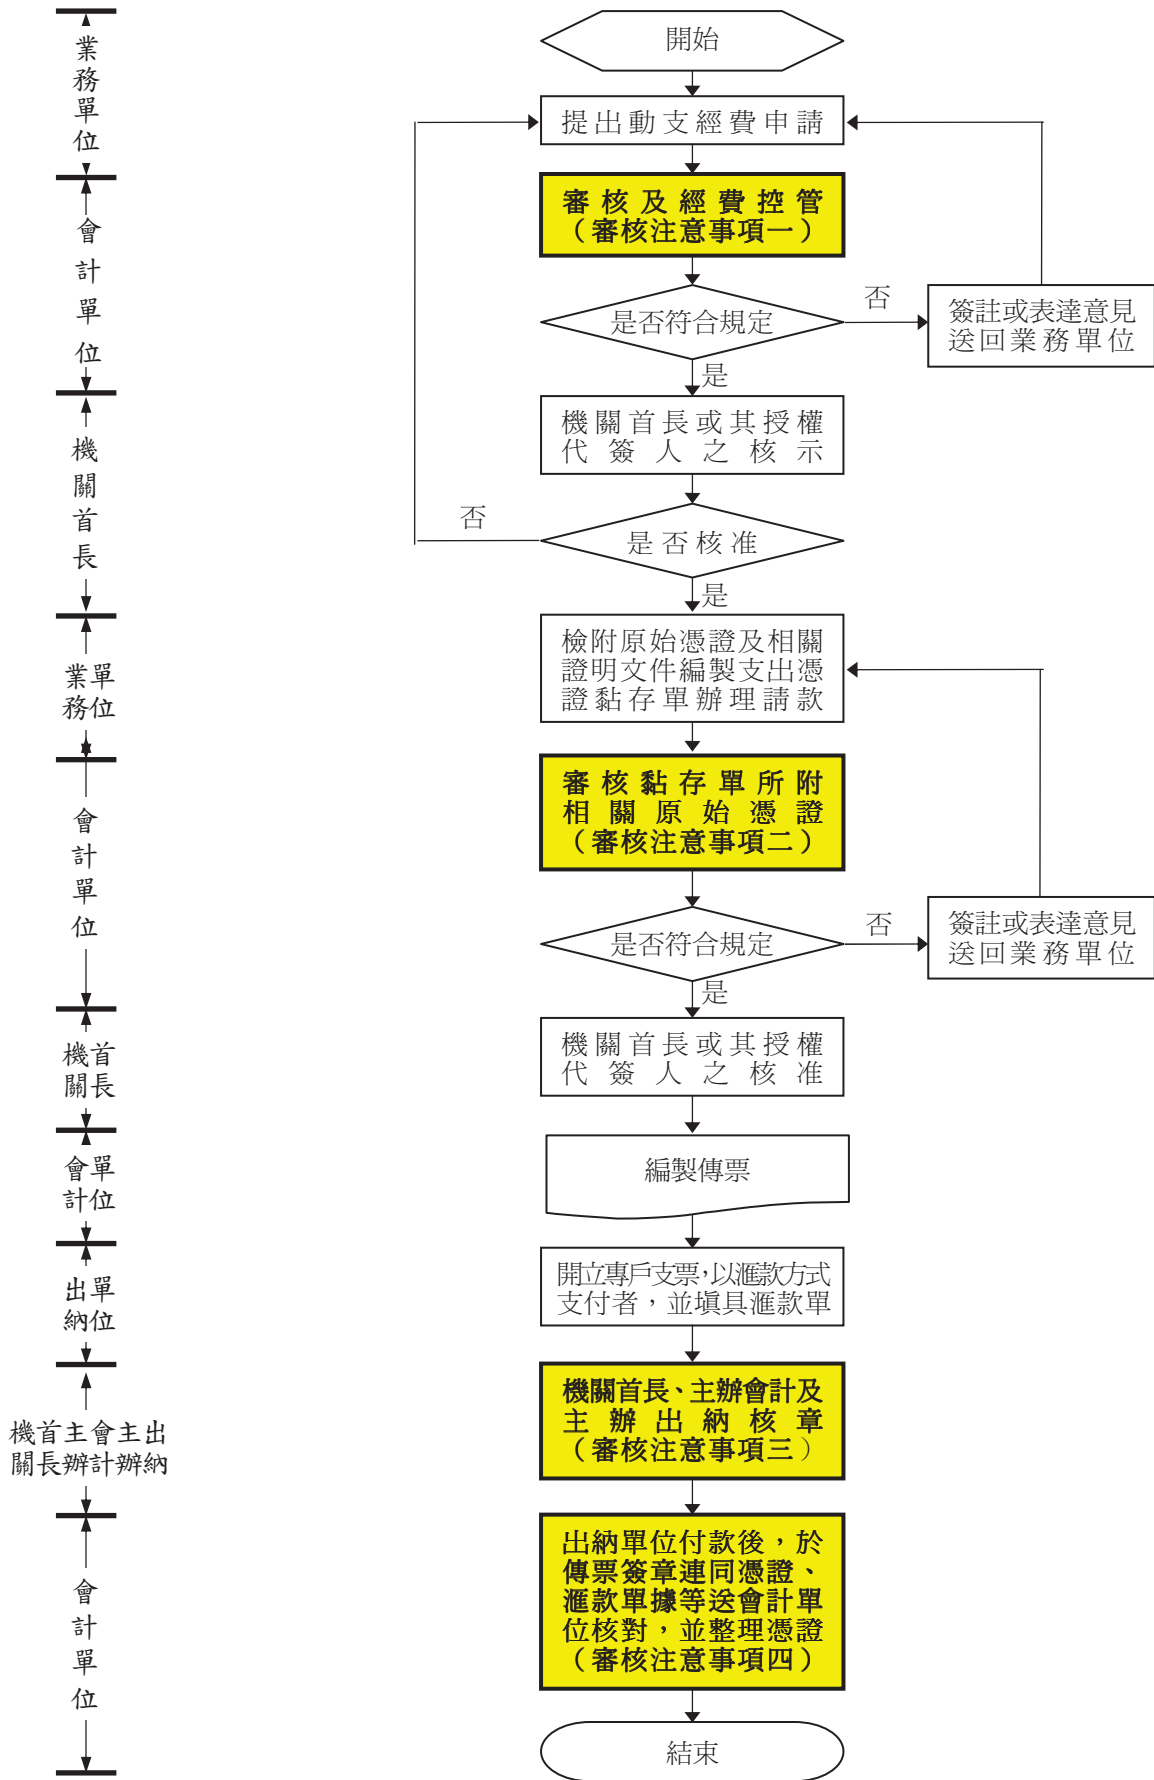 業務單位
會計單位
機關首長
業單
務位
會計單位
機首
關長
會單
計位
出單
納位
機首主會主出
關長辦計辦納
會計單位
開始
提出動支經費申請
審核及經費控管
（審核注意事項一）
是否符合規定
否
簽註或表達意見
送回業務單位
是
機關首長或其授權
代簽人之核示
否
是否核准
是
檢附原始憑證及相關
證明文件編製支出憑
證黏存單辦理請款
審核黏存單所附
相關原始憑證
（審核注意事項二）
是否符合規定
否
簽註或表達意見
送回業務單位
是
機關首長或其授權
代簽人之核准
編製傳票
開立專戶支票，以滙款方式
支付者，並填具滙款單
機關首長、主辦會計及
主辦出納核章
（審核注意事項三）
出納單位付款後，於
傳票簽章連同憑證、
滙款單據等送會計單
位核對，並整理憑證
（審核注意事項四）
結束